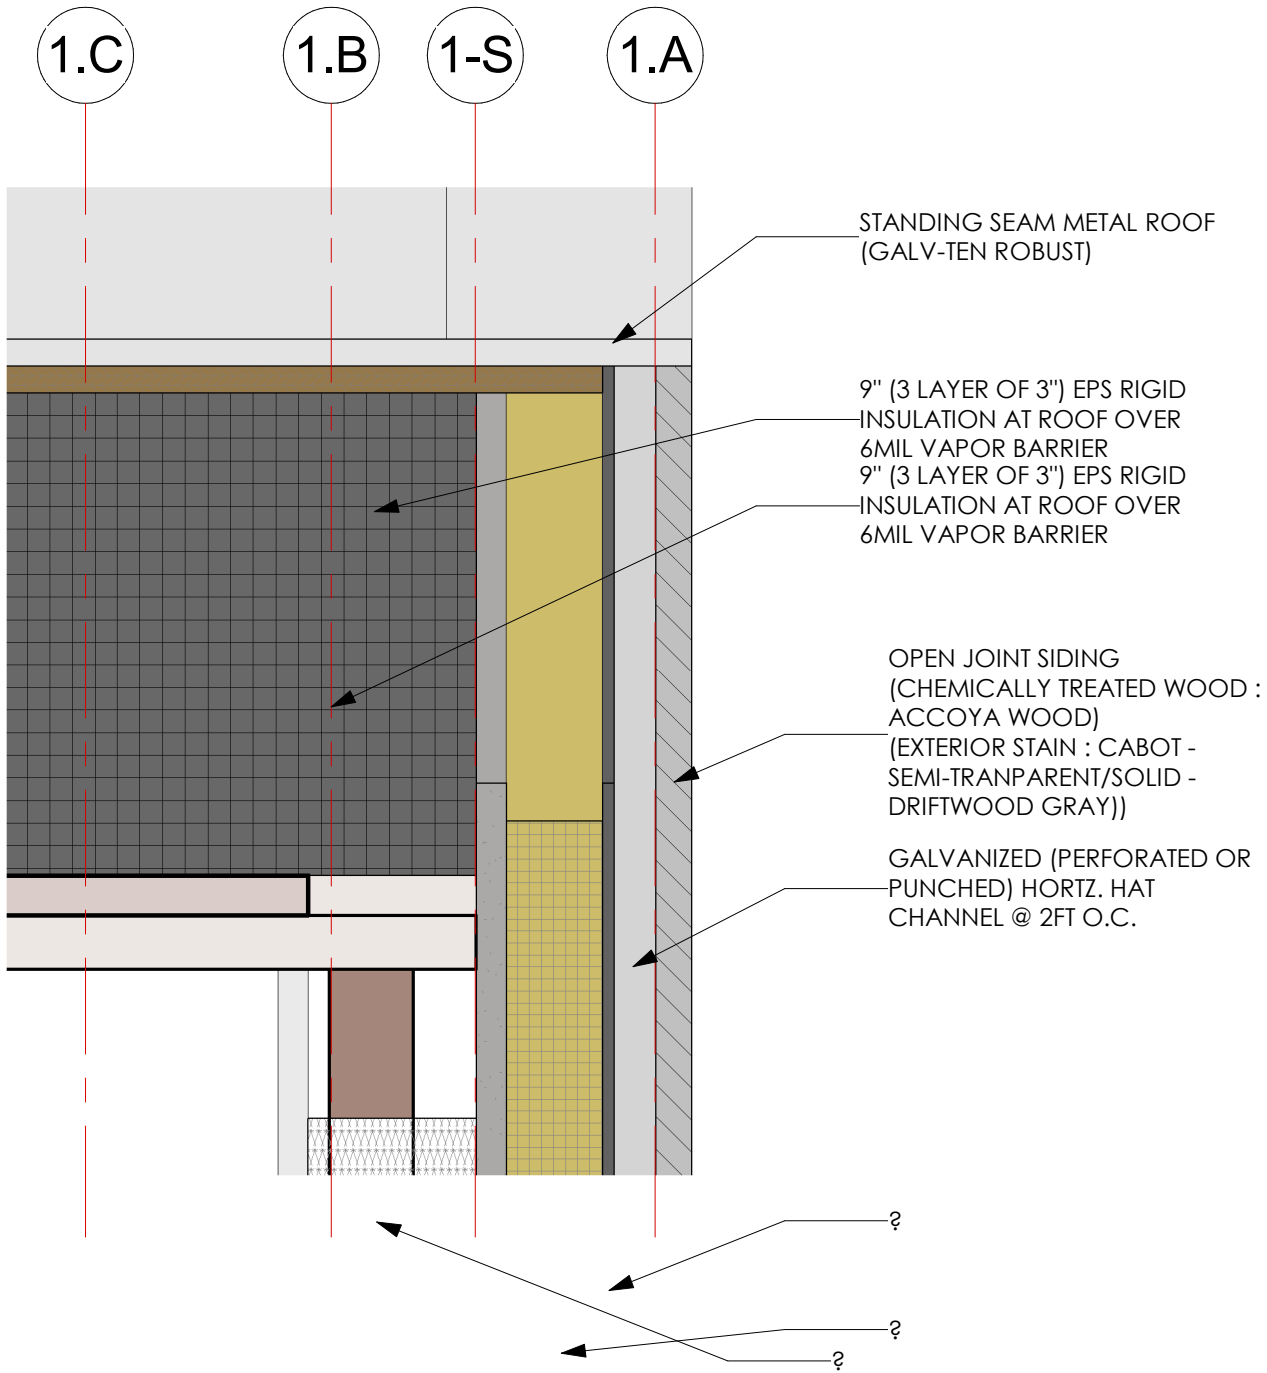 1.C
1.B
1-S
1.A
STANDING SEAM METAL ROOF
(GALV-TEN ROBUST)
9" (3 LAYER OF 3") EPS RIGID
INSULATION AT ROOF OVER
6MIL VAPOR BARRIER
9" (3 LAYER OF 3") EPS RIGID
INSULATION AT ROOF OVER
6MIL VAPOR BARRIER
OPEN JOINT SIDING
(CHEMICALLY TREATED WOOD :
ACCOYA WOOD)
(EXTERIOR STAIN : CABOT -
SEMI-TRANPARENT/SOLID -
DRIFTWOOD GRAY))
GALVANIZED (PERFORATED OR
PUNCHED) HORTZ. HAT
CHANNEL @ 2FT O.C.
?
?
?